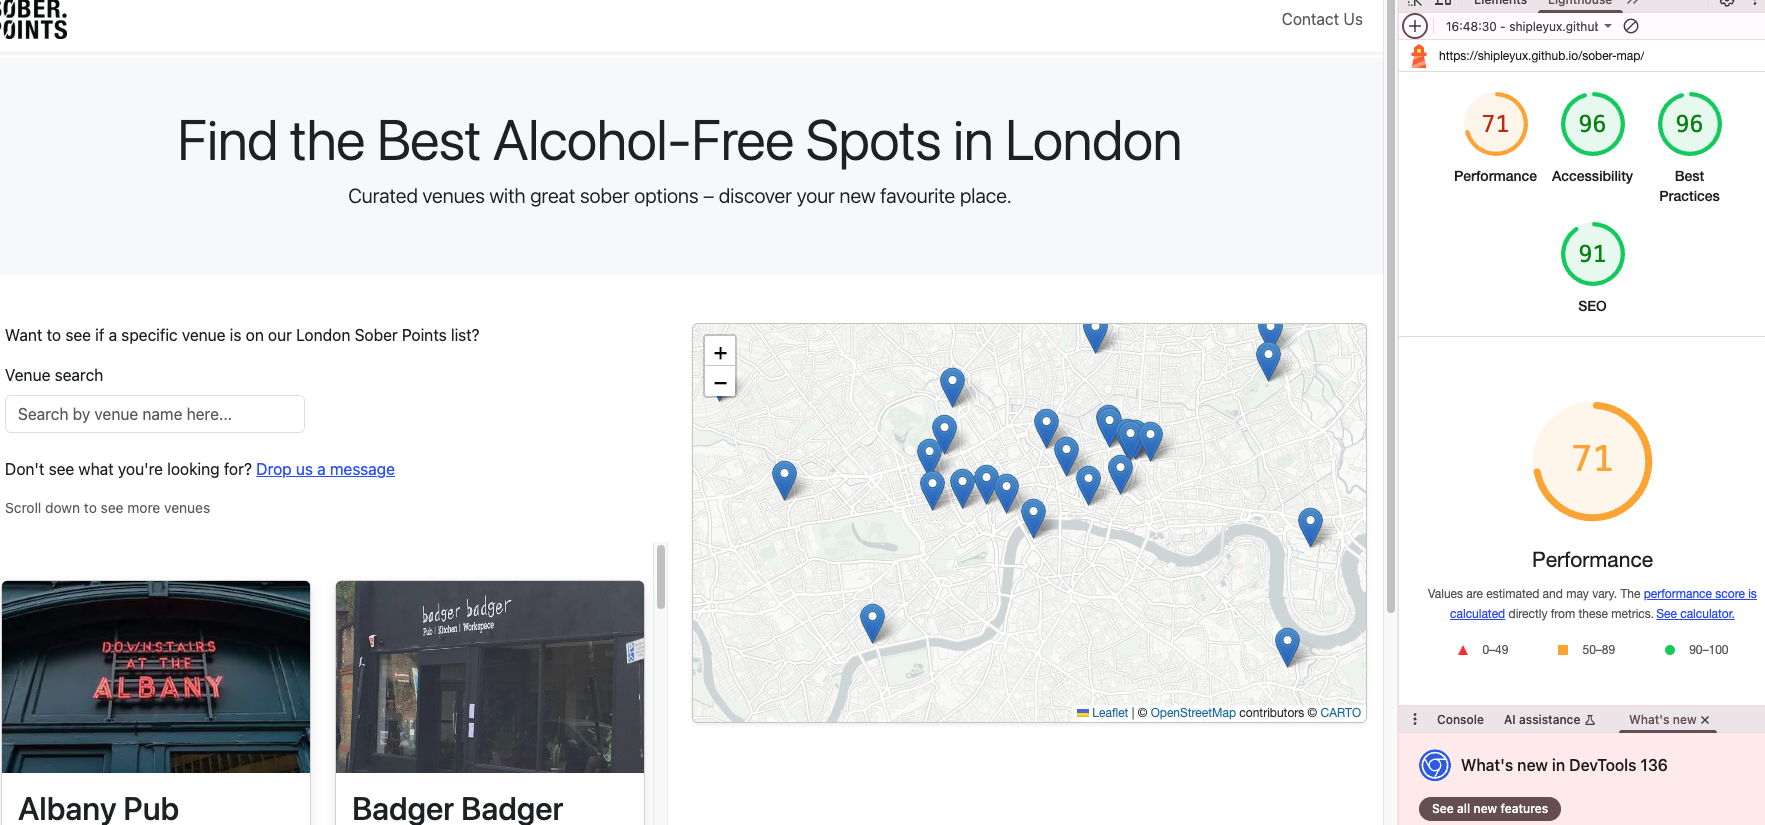 SOBER.
POINTS
Contact Us
Find the Best Alcohol-Free Spots in London
Curated venues with great sober options – discover your new favourite place.
Want to see if a specific venue is on our London Sober Points list?
Venue search
Search by venue name here...
Don't see what you're looking for? Drop us a message
Scroll down to see more venues
DOWNSTAIRS
AT THE
ALBANY
Albany Pub
badger badger
Pub | Kitchen | Workspace
Badger Badger
+
−
Leaflet | © OpenStreetMap contributors © CARTO
Elements
Lighthouse
16:48:30 - shipleyux.github
https://shipleyux.github.io/sober-map/
71
Performance
96
Accessibility
96
Best
Practices
91
SEO
71
Performance
Values are estimated and may vary. The performance score is
calculated directly from these metrics. See calculator.
0–49
50–89
90–100
Console
AI assistance
What's new
What's new in DevTools 136
See all new features